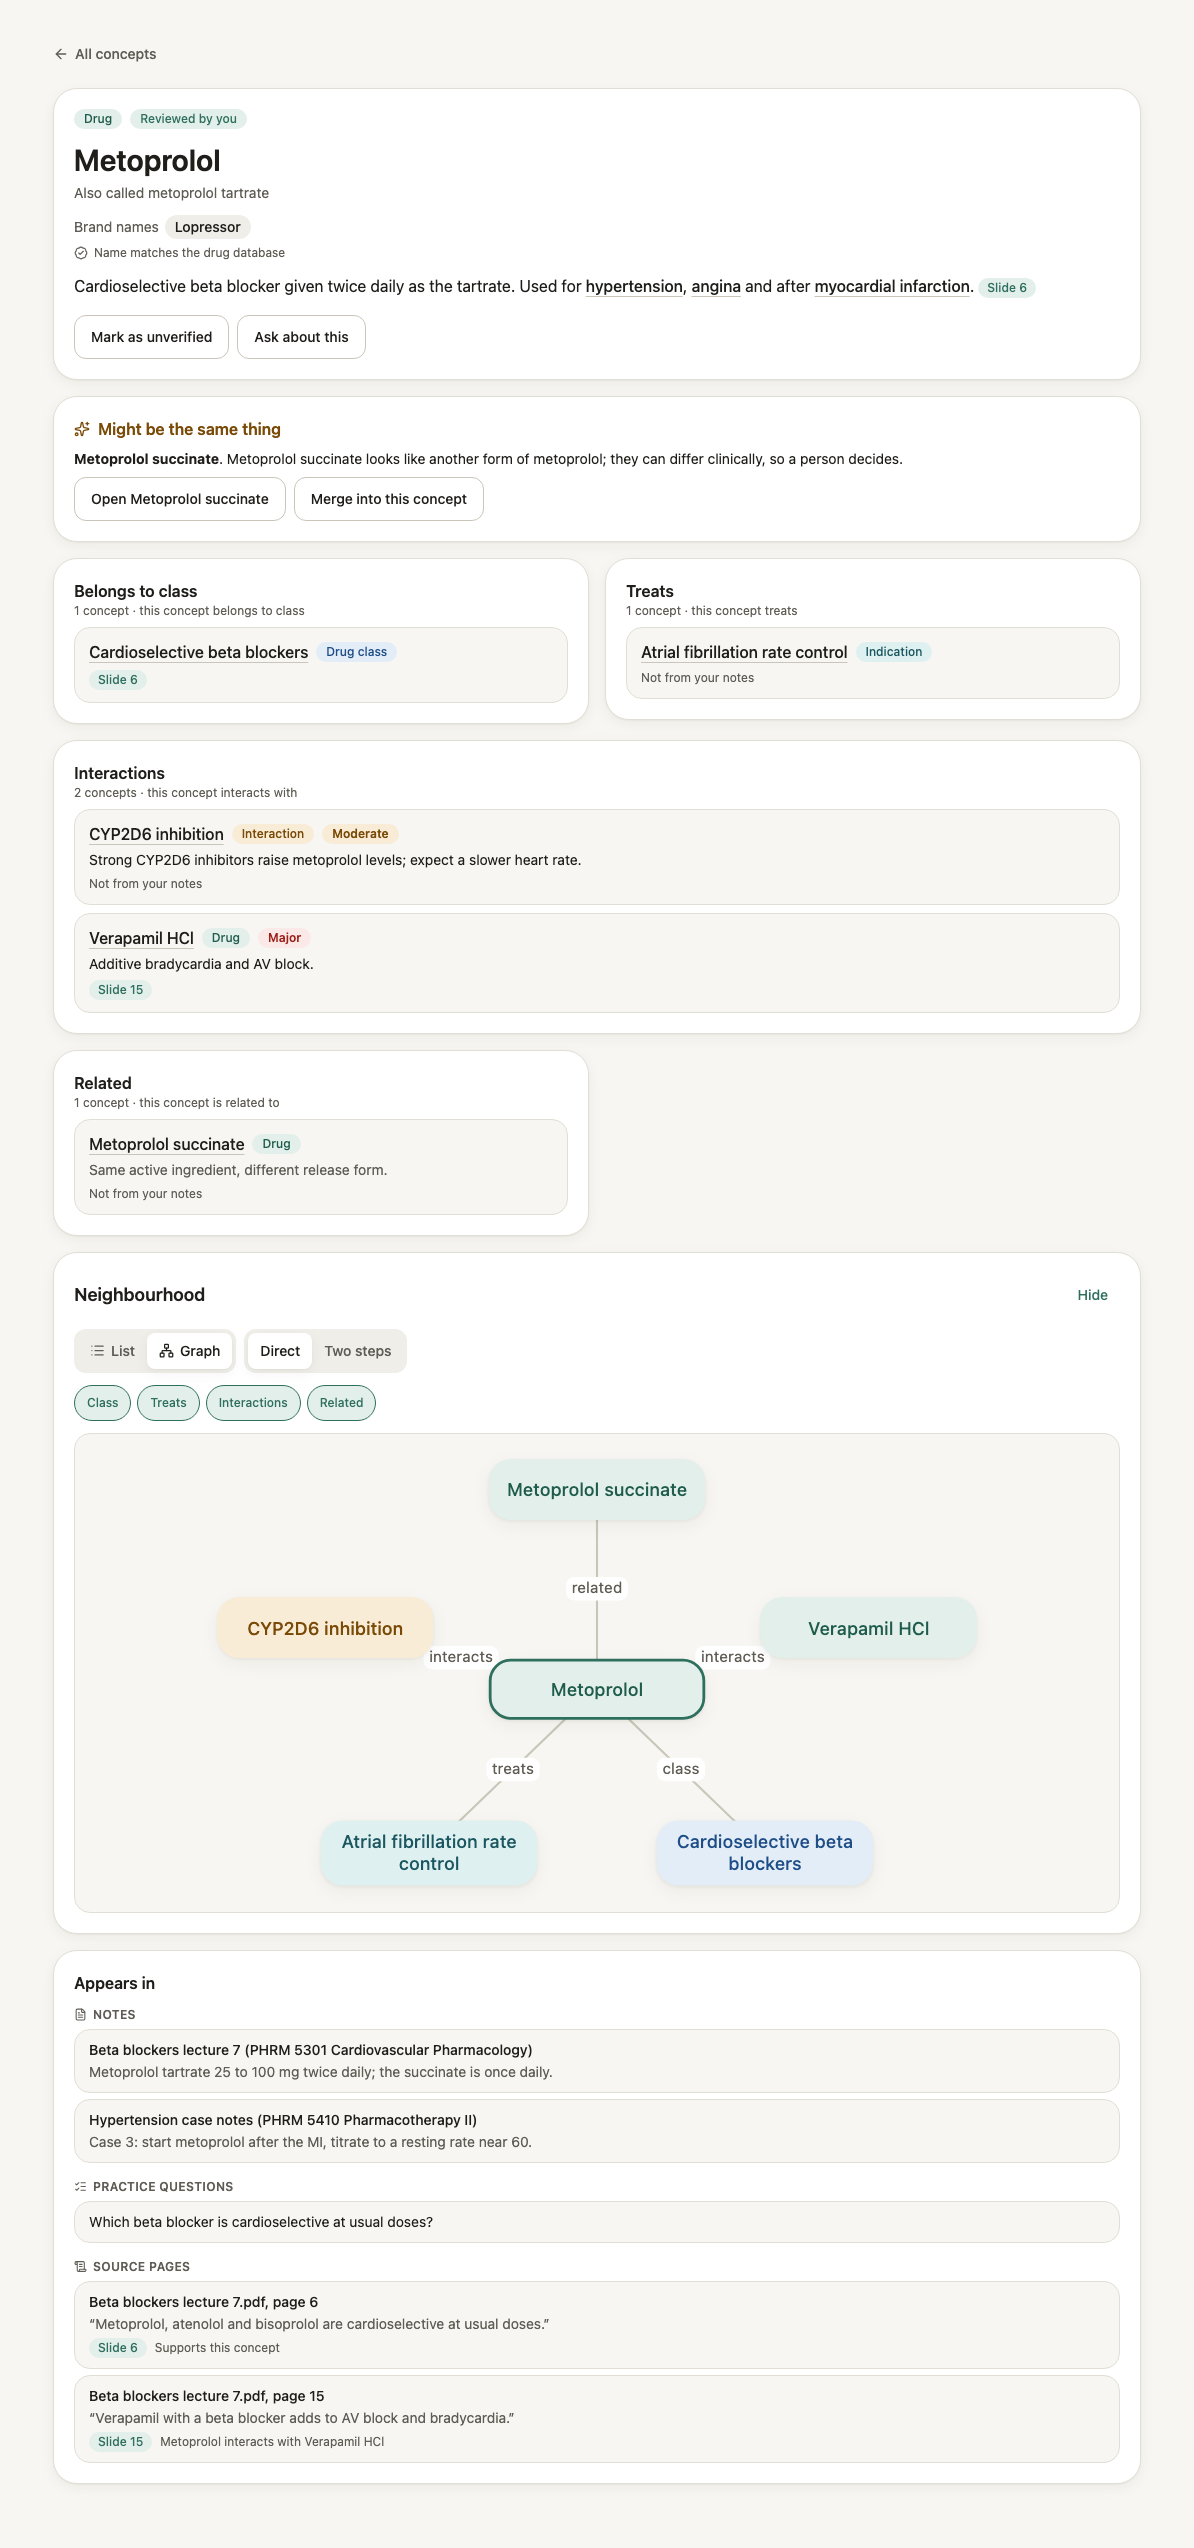 All concepts
Drug
Reviewed by you
Metoprolol
Also called metoprolol tartrate
Brand names Lopressor
Name matches the drug database
Cardioselective beta blocker given twice daily as the tartrate. Used for hypertension, angina and after myocardial infarction. Slide 6
Mark as unverified
Ask about this
Might be the same thing
Metoprolol succinate. Metoprolol succinate looks like another form of metoprolol; they can differ clinically, so a person decides.
Open Metoprolol succinate
Merge into this concept
Belongs to class
1 concept · this concept belongs to class
Cardioselective beta blockers Drug class
Slide 6
Treats
1 concept · this concept treats
Atrial fibrillation rate control Indication
Not from your notes
Interactions
2 concepts · this concept interacts with
CYP2D6 inhibition Interaction Moderate
Strong CYP2D6 inhibitors raise metoprolol levels; expect a slower heart rate.
Not from your notes
Verapamil HCl Drug Major
Additive bradycardia and AV block.
Slide 15
Related
1 concept · this concept is related to
Metoprolol succinate Drug
Same active ingredient, different release form.
Not from your notes
Neighbourhood
Hide
List
Graph
Direct
Two steps
Class
Treats
Interactions
Related
Metoprolol succinate
related
CYP2D6 inhibition
Verapamil HCl
interacts
interacts
Metoprolol
treats
class
Atrial fibrillation rate
control
Cardioselective beta
blockers
Appears in
NOTES
Beta blockers lecture 7 (PHRM 5301 Cardiovascular Pharmacology)
Metoprolol tartrate 25 to 100 mg twice daily; the succinate is once daily.
Hypertension case notes (PHRM 5410 Pharmacotherapy II)
Case 3: start metoprolol after the MI, titrate to a resting rate near 60.
PRACTICE QUESTIONS
Which beta blocker is cardioselective at usual doses?
SOURCE PAGES
Beta blockers lecture 7.pdf, page 6
“Metoprolol, atenolol and bisoprolol are cardioselective at usual doses.”
Slide 6 Supports this concept
Beta blockers lecture 7.pdf, page 15
“Verapamil with a beta blocker adds to AV block and bradycardia.”
Slide 15 Metoprolol interacts with Verapamil HCl